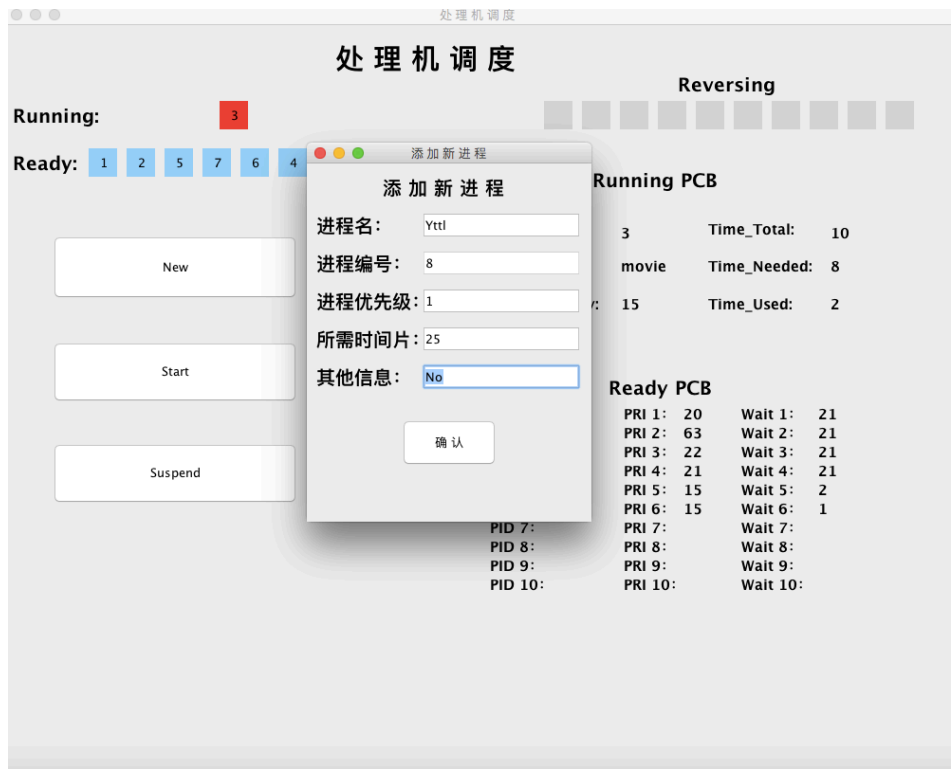 处理机调度
处理机调度
Reversing
Running: 3
Ready: 1 2 5 7 6 4
添加新进程
添加新进程
进程名： Yttl
进程编号： 8
进程优先级： 1
所需时间片： 25
其他信息： No
确认
New
Start
Suspend
Running PCB
3 Time_Total: 10
movie Time_Needed: 8
y: 15 Time_Used: 2
Ready PCB
PRI 1: 20 Wait 1: 21
PRI 2: 63 Wait 2: 21
PRI 3: 22 Wait 3: 21
PRI 4: 21 Wait 4: 21
PRI 5: 15 Wait 5: 2
PRI 6: 15 Wait 6: 1
PID 7: PRI 7: Wait 7:
PID 8: PRI 8: Wait 8:
PID 9: PRI 9: Wait 9:
PID 10: PRI 10: Wait 10: